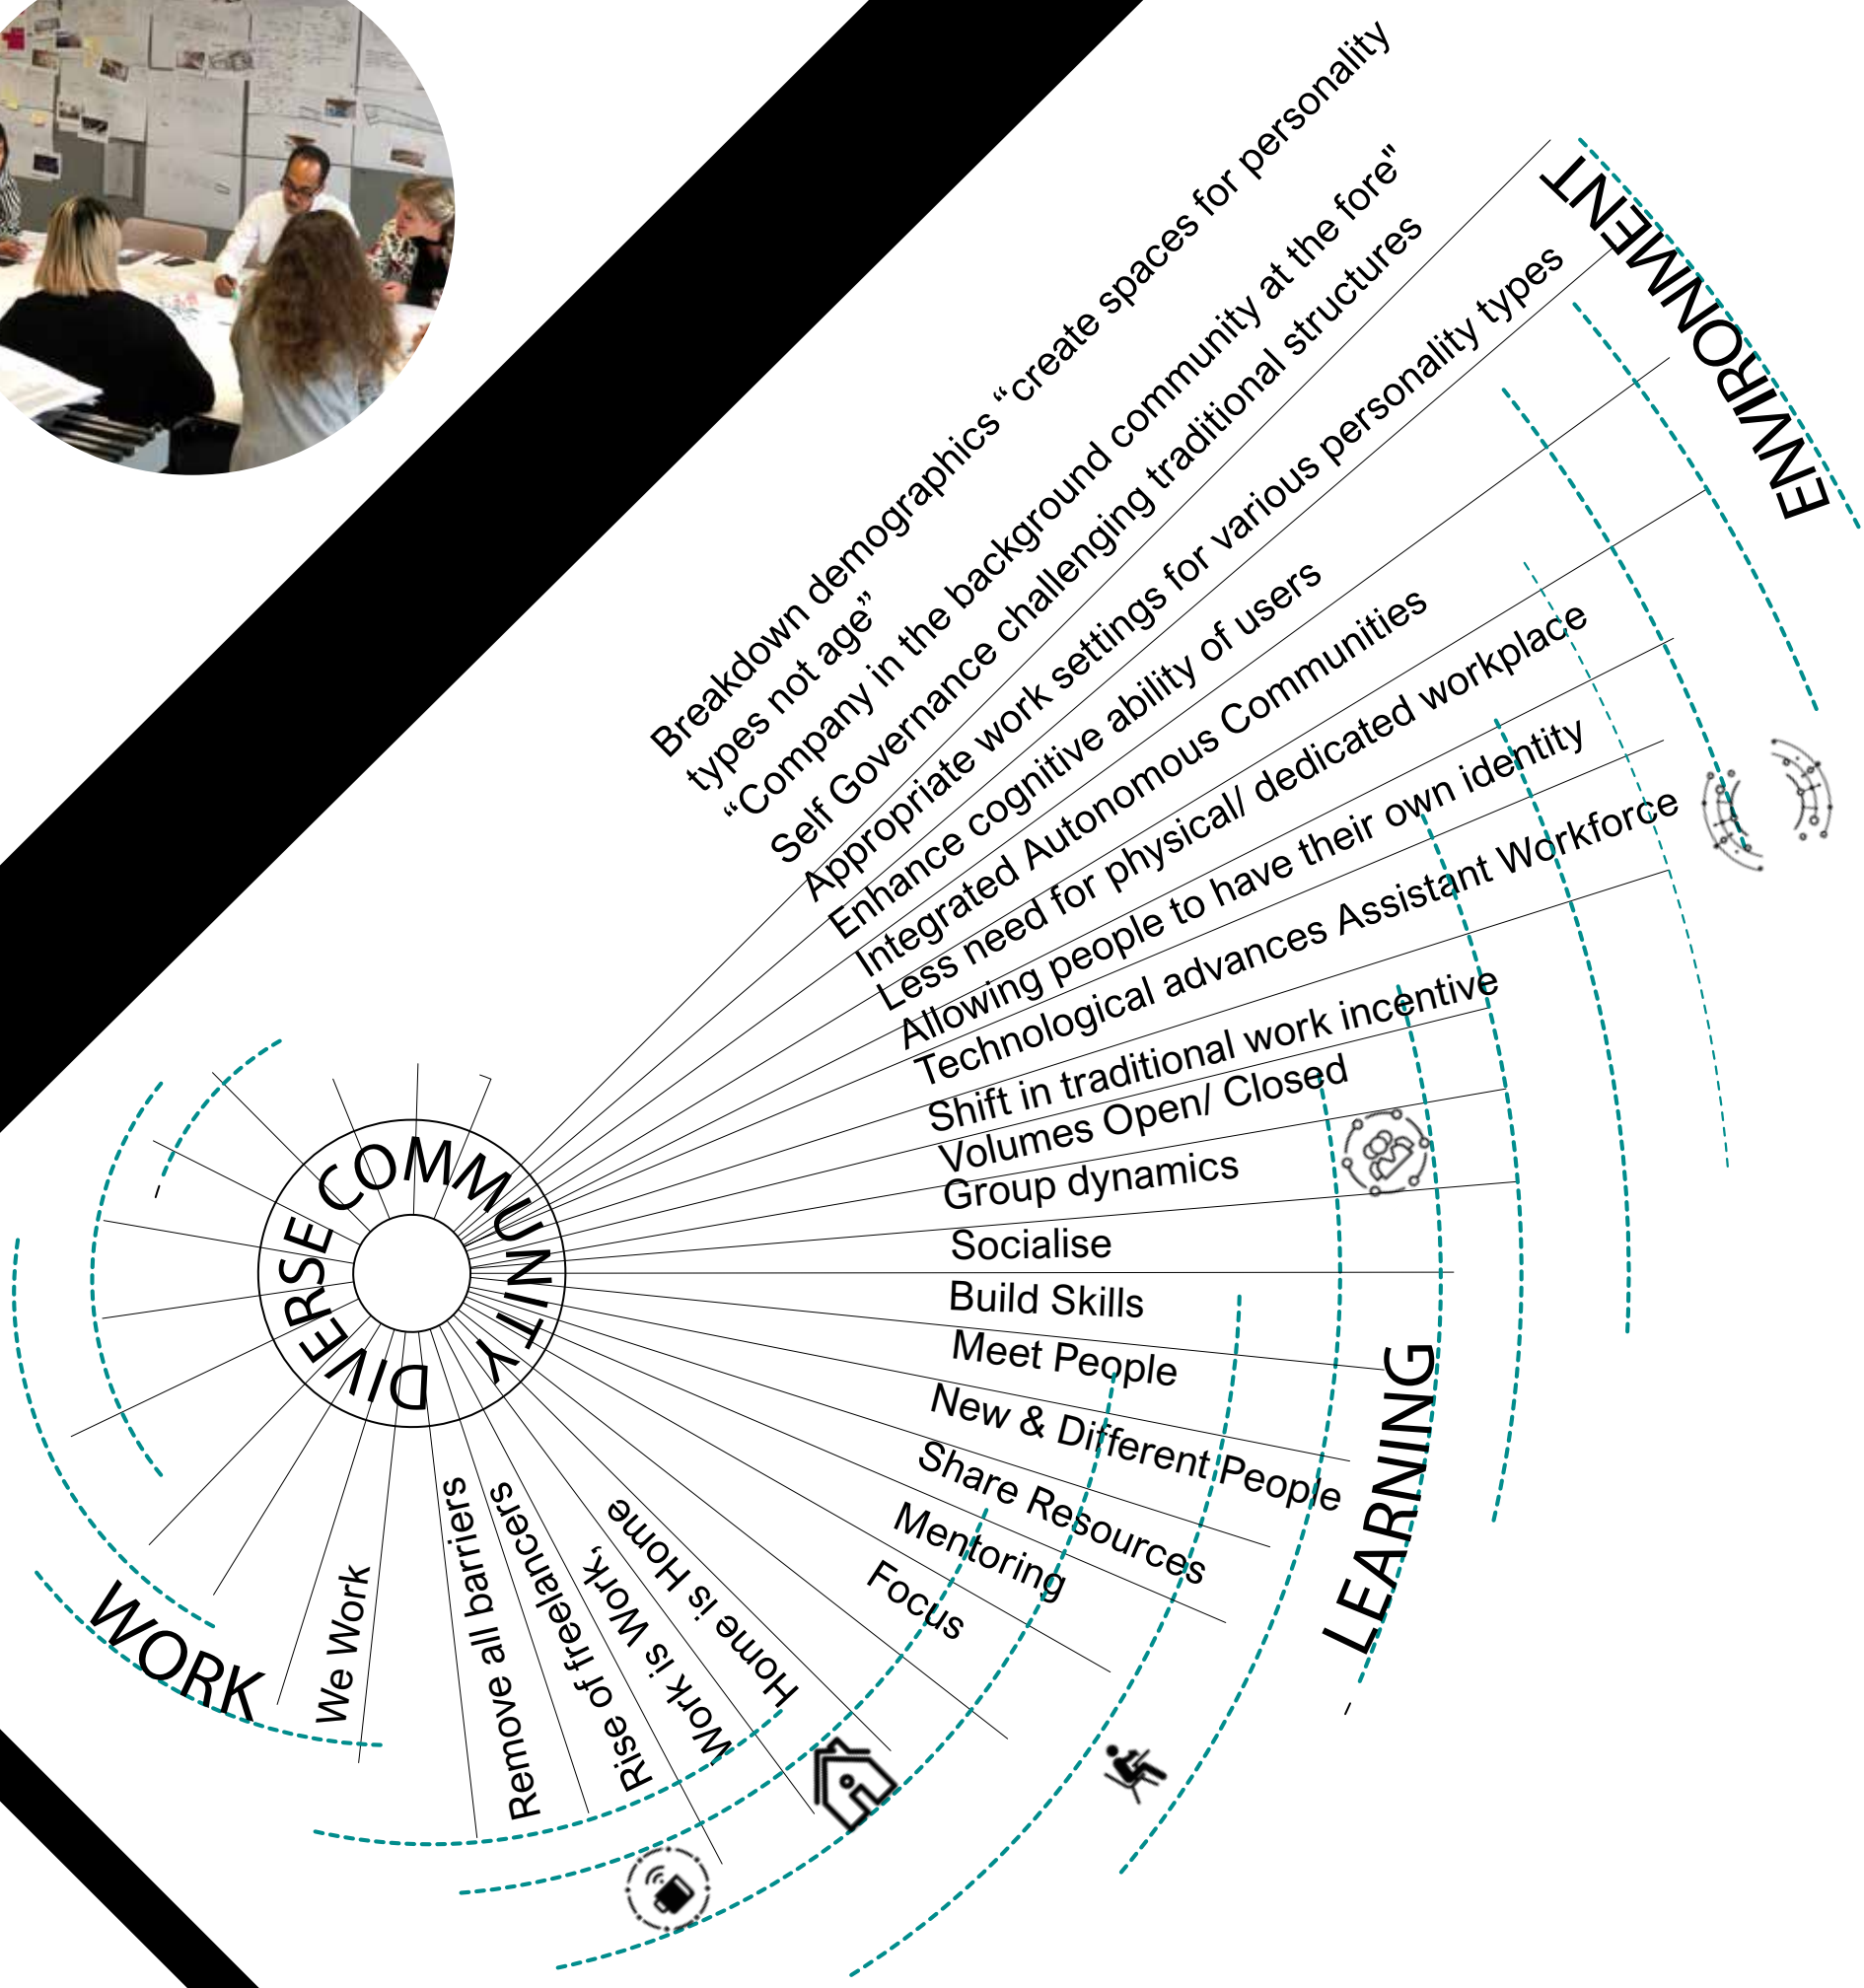 Breakdown demographics “create spaces for personality
types not age”
“Company in the background community at the fore"
Self Governance challenging traditional structures
Appropriate work settings for various personality types
Enhance cognitive ability of users
Integrated Autonomous Communities
Less need for physical/ dedicated workplace
Allowing people to have their own identity
Technological advances Assistant Workforce
Shift in traditional work incentive
Volumes Open/ Closed
Group dynamics
Socialise
Build Skills
Meet People
New & Different People
Share Resources
Mentoring
Focus
Home is Home
Work is Work,
Rise of freelancers
Remove all barriers
We Work
DIVERSE COMMUNITY
ENVIRONMENT
LEARNING
WORK